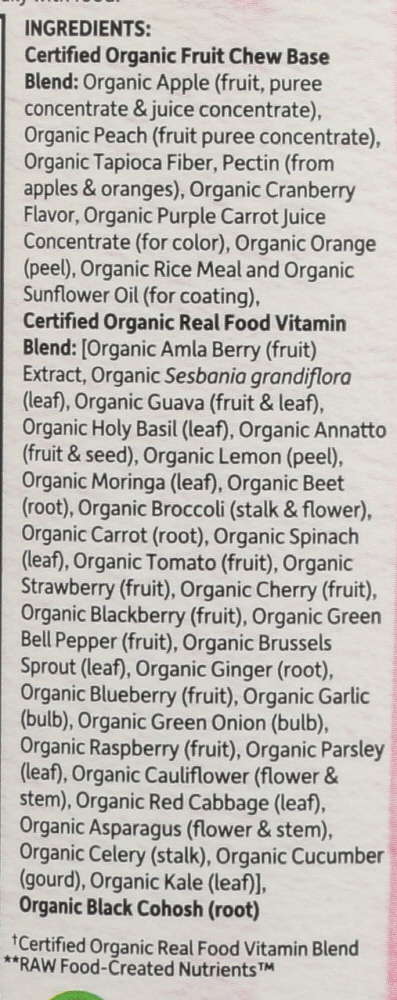 with food.
INGREDIENTS:
Certified Organic Fruit Chew Base
Blend: Organic Apple (fruit, puree
concentrate & juice concentrate),
Organic Peach (fruit puree concentrate),
Organic Tapioca Fiber, Pectin (from
apples & oranges), Organic Cranberry
Flavor, Organic Purple Carrot Juice
Concentrate (for color), Organic Orange
(peel), Organic Rice Meal and Organic
Sunflower Oil (for coating),
Certified Organic Real Food Vitamin
Blend: [Organic Amla Berry (fruit)
Extract, Organic Sesbania grandiflora
(leaf), Organic Guava (fruit & leaf),
Organic Holy Basil (leaf), Organic Annatto
(fruit & seed), Organic Lemon (peel),
Organic Moringa (leaf), Organic Beet
(root), Organic Broccoli (stalk & flower),
Organic Carrot (root), Organic Spinach
(leaf), Organic Tomato (fruit), Organic
Strawberry (fruit), Organic Cherry (fruit),
Organic Blackberry (fruit), Organic Green
Bell Pepper (fruit), Organic Brussels
Sprout (leaf), Organic Ginger (root),
Organic Blueberry (fruit), Organic Garlic
(bulb), Organic Green Onion (bulb),
Organic Raspberry (fruit), Organic Parsley
(leaf), Organic Cauliflower (flower &
stem), Organic Red Cabbage (leaf),
Organic Asparagus (flower & stem),
Organic Celery (stalk), Organic Cucumber
(gourd), Organic Kale (leaf)],
Organic Black Cohosh (root)
†Certified Organic Real Food Vitamin Blend
**RAW Food-Created Nutrients™